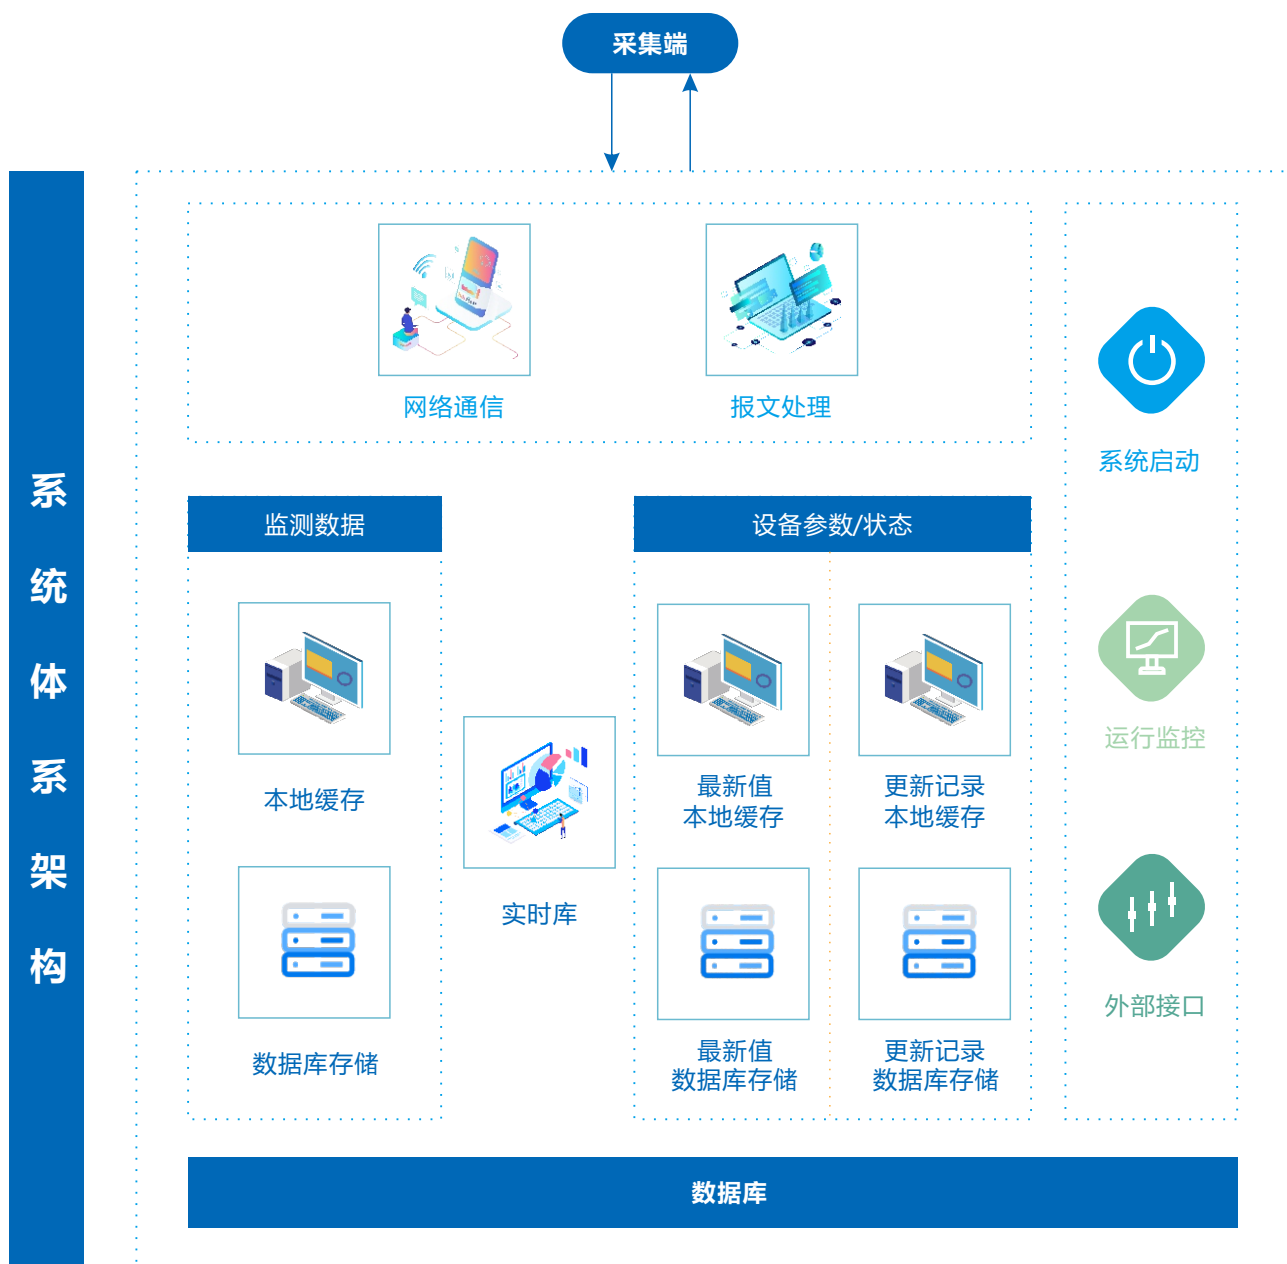 采集端
系统体系架构
网络通信
报文处理
系统启动
监测数据
设备参数/状态
本地缓存
实时库
最新值
本地缓存
更新记录
本地缓存
运行监控
数据库存储
最新值
数据库存储
更新记录
数据库存储
外部接口
数据库